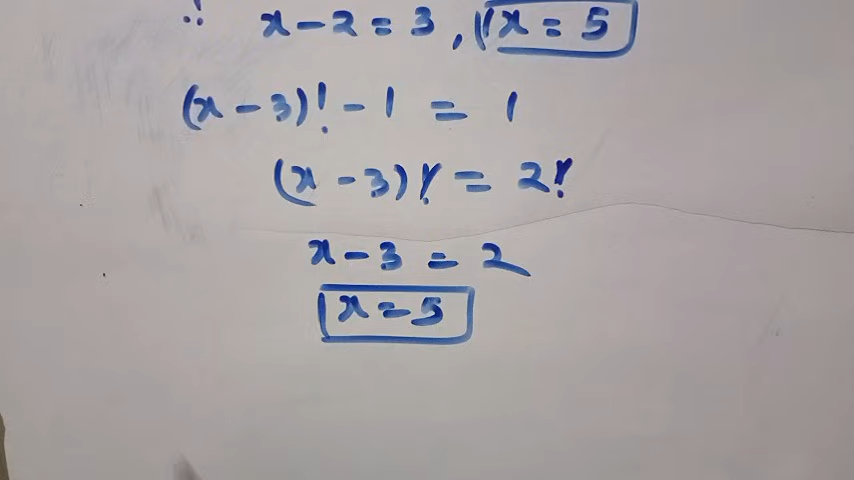 ∴ x - 2 = 3, x = 5
(x - 3)! - 1 = 1
(x - 3)! = 2!
x - 3 = 2
x = 5